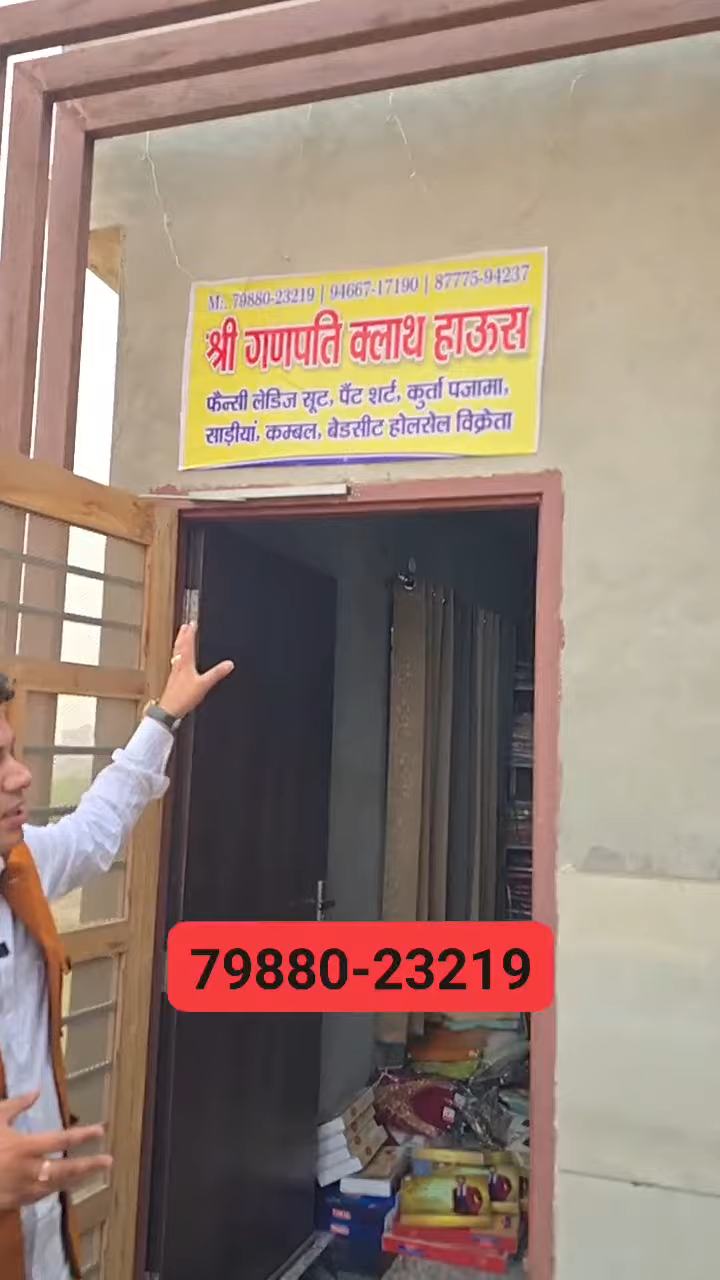 M:. 79880-23219 | 94667-17190 | 87775-94237
श्री गणपति क्लाथ हाऊस
फैन्सी लेडिज सूट, पैंट शर्ट, कुर्ता पजामा,
साड़ीयां, कम्बल, बेडसीट होलसेल विक्रेता
79880-23219